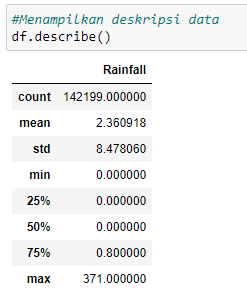 #Menampilkan deskripsi data
df.describe()
Rainfall
count 142199.000000
mean 2.360918
std 8.478060
min 0.000000
25% 0.000000
50% 0.000000
75% 0.800000
max 371.000000